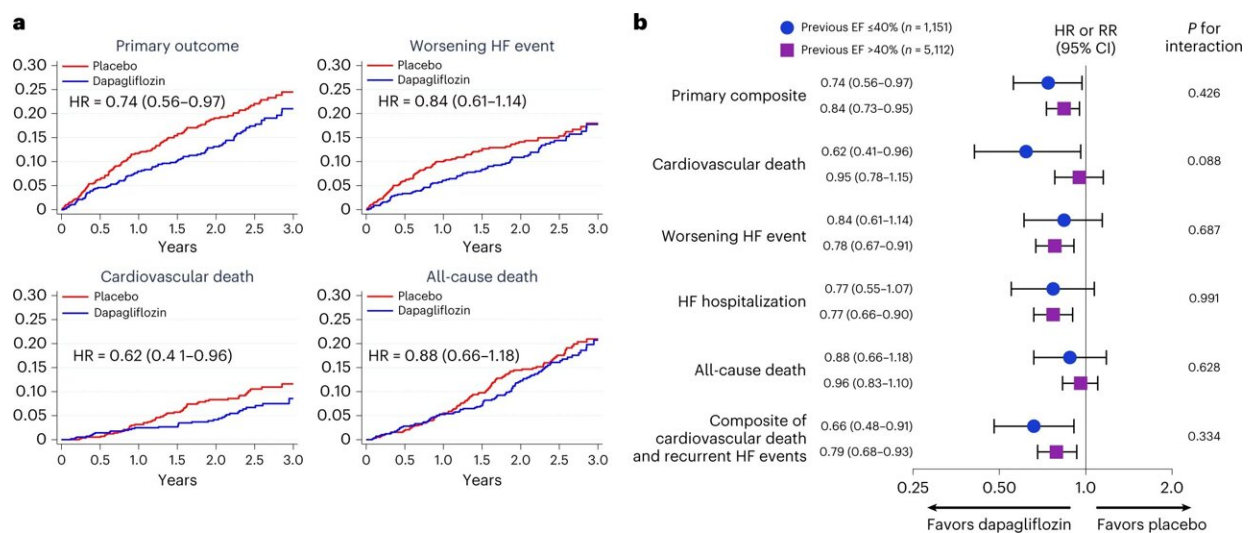 a
Primary outcome
0.30
0.25
0.20
0.15
0.10
0.05
0
Placebo
Dapagliflozin
HR = 0.74 (0.56–0.97)
0 0.5 1.0 1.5 2.0 2.5 3.0
Years
Worsening HF event
0.30
0.25
0.20
0.15
0.10
0.05
0
Placebo
Dapagliflozin
HR = 0.84 (0.61–1.14)
0 0.5 1.0 1.5 2.0 2.5 3.0
Years
Cardiovascular death
0.30
0.25
0.20
0.15
0.10
0.05
0
Placebo
Dapagliflozin
HR = 0.62 (0.4 1–0.96)
0 0.5 1.0 1.5 2.0 2.5 3.0
Years
All-cause death
0.30
0.25
0.20
0.15
0.10
0.05
0
Placebo
Dapagliflozin
HR = 0.88 (0.66–1.18)
0 0.5 1.0 1.5 2.0 2.5 3.0
Years
b
Previous EF ≤40% (n = 1,151)
Previous EF >40% (n = 5,112)
HR or RR
(95% CI)
P for
interaction
Primary composite
0.74 (0.56–0.97)
0.84 (0.73–0.95)
0.426
Cardiovascular death
0.62 (0.41–0.96)
0.95 (0.78–1.15)
0.088
Worsening HF event
0.84 (0.61–1.14)
0.78 (0.67–0.91)
0.687
HF hospitalization
0.77 (0.55–1.07)
0.77 (0.66–0.90)
0.991
All-cause death
0.88 (0.66–1.18)
0.96 (0.83–1.10)
0.628
Composite of
cardiovascular death
and recurrent HF events
0.66 (0.48–0.91)
0.79 (0.68–0.93)
0.334
0.25 0.50 1.0 2.0
Favors dapagliflozin Favors placebo